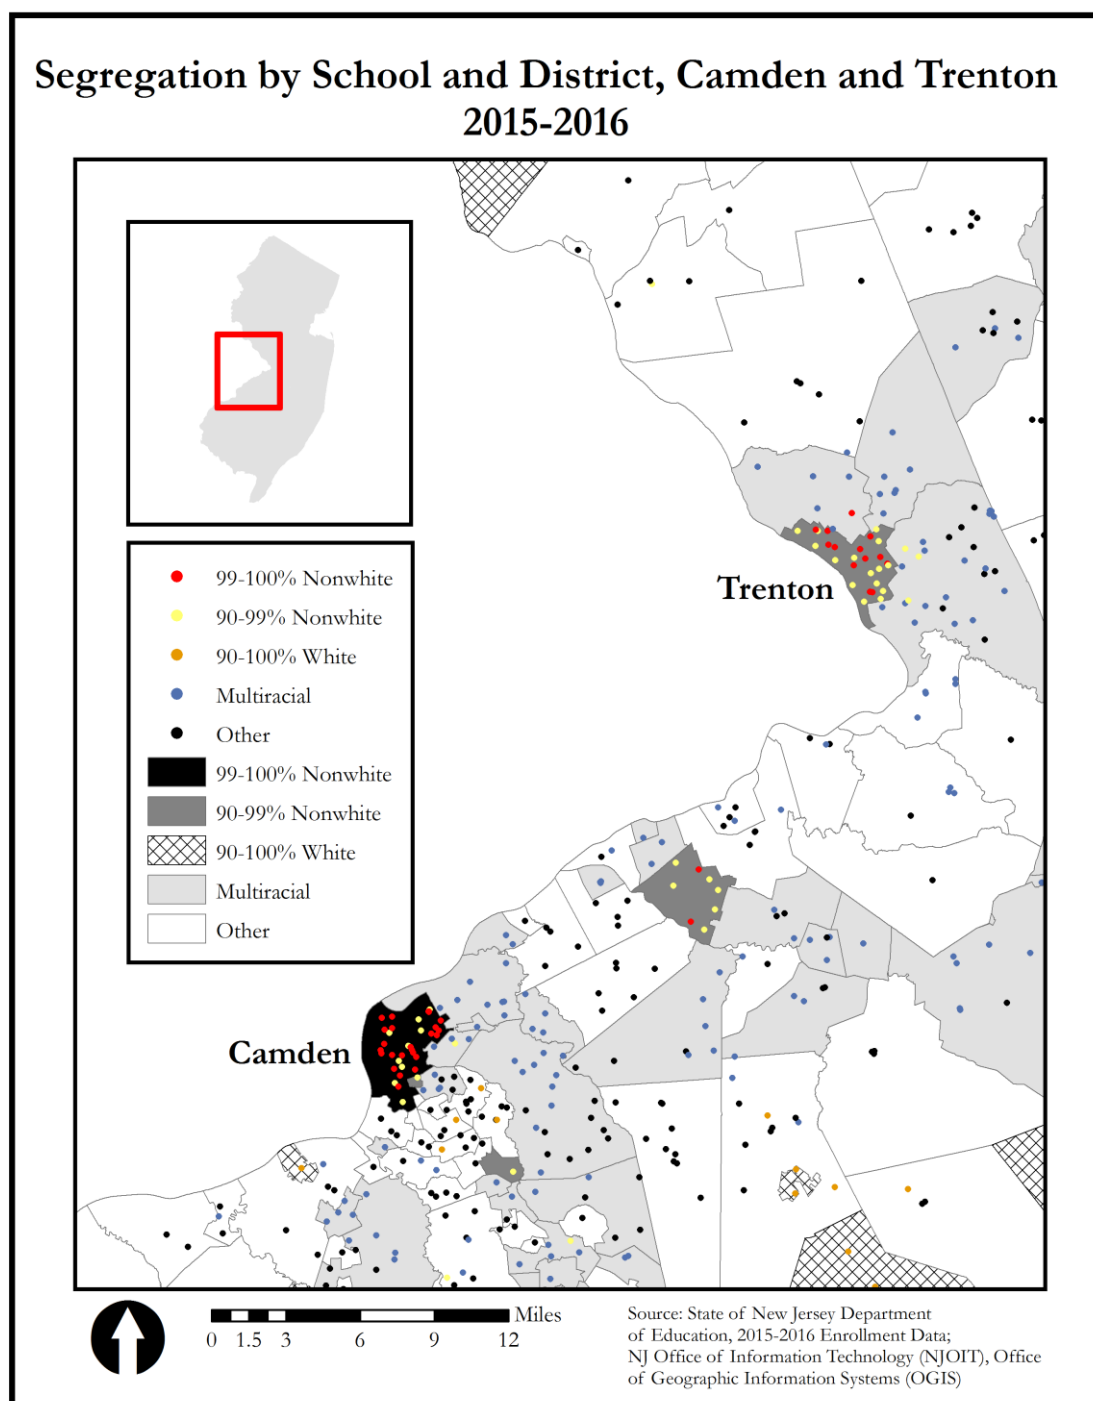 Segregation by School and District, Camden and Trenton
2015-2016
99-100% Nonwhite
90-99% Nonwhite
90-100% White
Multiracial
Other
99-100% Nonwhite
90-99% Nonwhite
90-100% White
Multiracial
Other
Trenton
Camden
Miles
0 1.5 3 6 9 12
Source: State of New Jersey Department
of Education, 2015-2016 Enrollment Data;
NJ Office of Information Technology (NJOIT), Office
of Geographic Information Systems (OGIS)